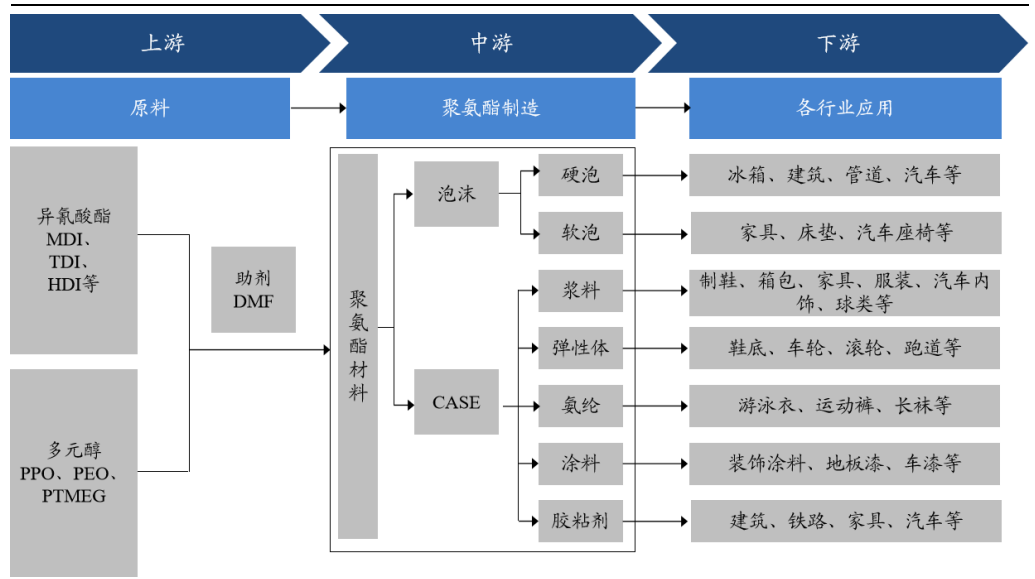 上游
中游
下游
原料
聚氨酯制造
各行业应用
异氰酸酯
MDI、
TDI、
HDI等
多元醇
PPO、PEO、
PTMEG
助剂
DMF
聚氨酯材料
泡沫
CASE
硬泡
软泡
浆料
弹性体
氨纶
涂料
胶粘剂
冰箱、建筑、管道、汽车等
家具、床垫、汽车座椅等
制鞋、箱包、家具、服装、汽车内
饰、球类等
鞋底、车轮、滚轮、跑道等
游泳衣、运动裤、长袜等
装饰涂料、地板漆、车漆等
建筑、铁路、家具、汽车等